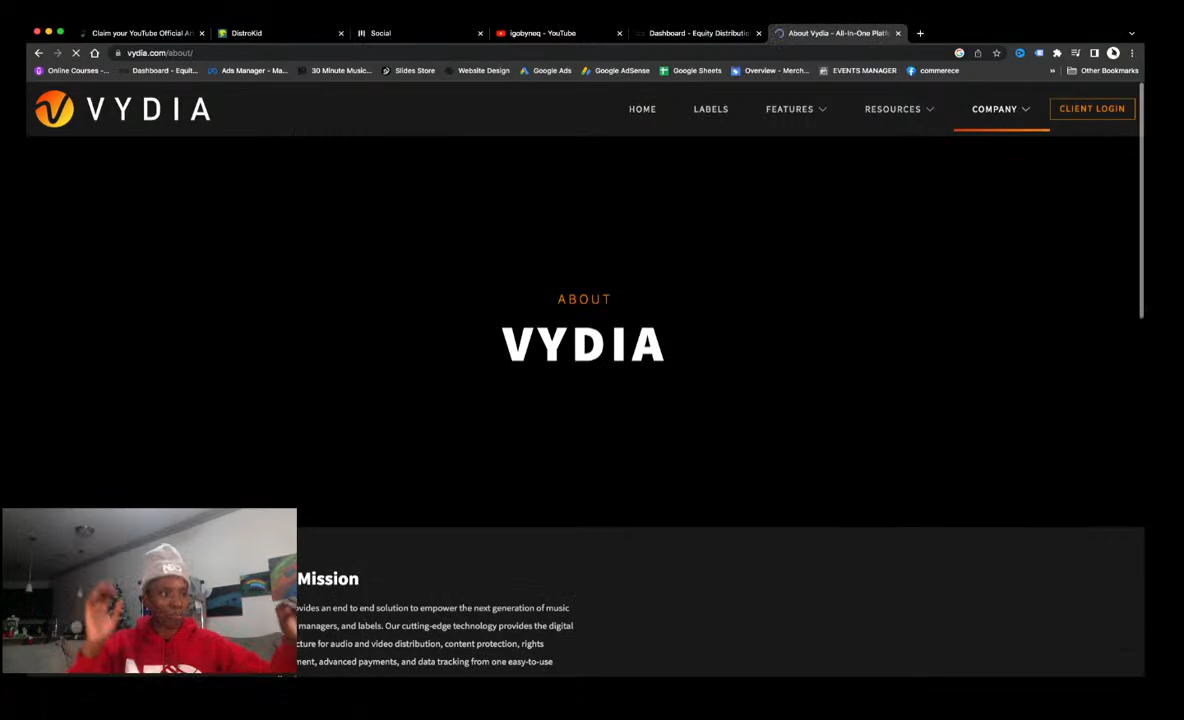 Claim your YouTube Official Ar
DistroKid
Social
igobyneq - YouTube
Dashboard - Equity Distributio
About Vydia - All-In-One Platf
vydia.com/about/
Online Courses -...
Dashboard - Equit...
Ads Manager - Ma...
30 Minute Music...
Slides Store
Website Design
Google Ads
Google AdSense
Google Sheets
Overview - Merch...
EVENTS MANAGER
commerece
»
Other Bookmarks
VYDIA
HOME
LABELS
FEATURES
RESOURCES
COMPANY
CLIENT LOGIN
ABOUT
VYDIA
Mission
ovides an end to end solution to empower the next generation of music
managers, and labels. Our cutting-edge technology provides the digital
cture for audio and video distribution, content protection, rights
ment, advanced payments, and data tracking from one easy-to-use